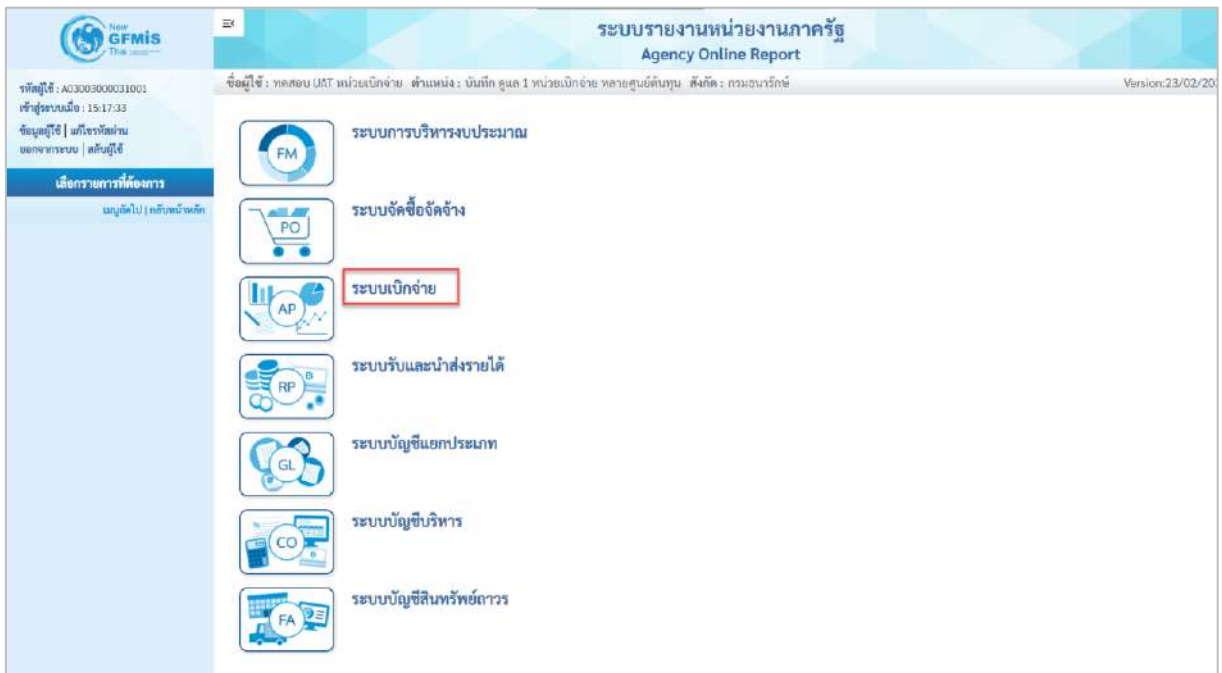 New
GFMIS
Thai
ระบบรายงานหน่วยงานภาครัฐ
Agency Online Report
รหัสผู้ใช้ : A03003000031001
เข้าสู่ระบบเมื่อ : 15:17:33
ข้อมูลผู้ใช้ | แก้ไขรหัสผ่าน
ออกจากระบบ | สลับผู้ใช้
เลือกรายการที่ต้องการ
เมนูถัดไป | กลับหน้าหลัก
ชื่อผู้ใช้ : ทดสอบ UAT หน่วยเบิกจ่าย ตำแหน่ง : บันทึก ดูแล 1 หน่วยเบิกจ่าย หลายศูนย์ต้นทุน สังกัด : กรมธนารักษ์
Version:23/02/20
FM
ระบบการบริหารงบประมาณ
PO
ระบบจัดซื้อจัดจ้าง
AP
ระบบเบิกจ่าย
RP
ระบบรับและนำส่งรายได้
GL
ระบบบัญชีแยกประเภท
CO
ระบบบัญชีบริหาร
FA
ระบบบัญชีสินทรัพย์ถาวร